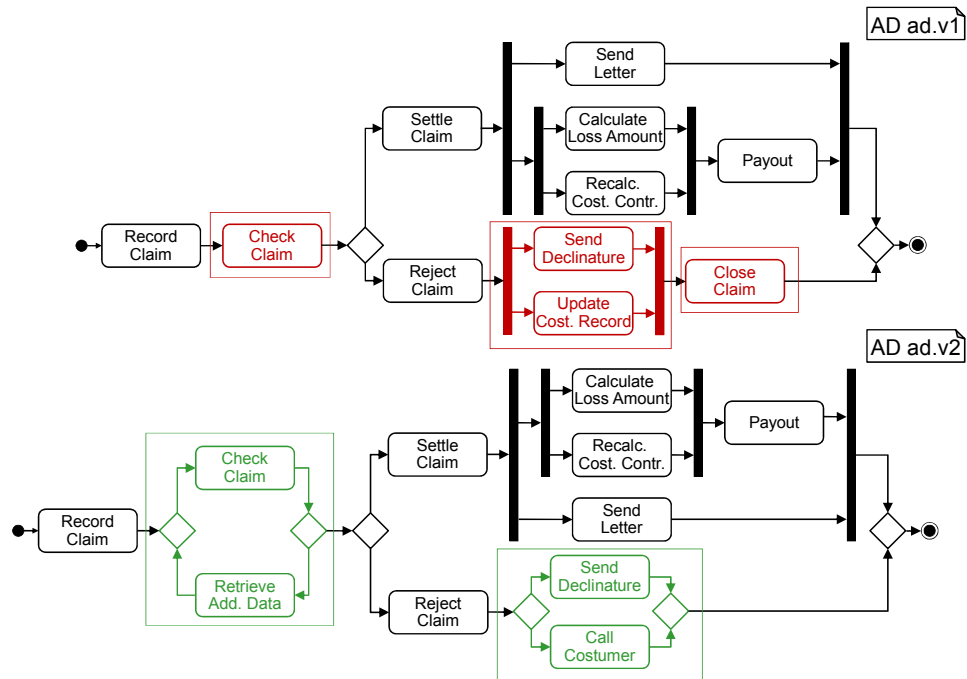 AD ad.v1
Send
Letter
Settle
Claim
Calculate
Loss Amount
Payout
Recalc.
Cost. Contr.
Record
Claim
Check
Claim
Reject
Claim
Send
Declinature
Update
Cost. Record
Close
Claim
AD ad.v2
Calculate
Loss Amount
Settle
Claim
Payout
Recalc.
Cost. Contr.
Check
Claim
Record
Claim
Send
Letter
Retrieve
Add. Data
Reject
Claim
Send
Declinature
Call
Costumer